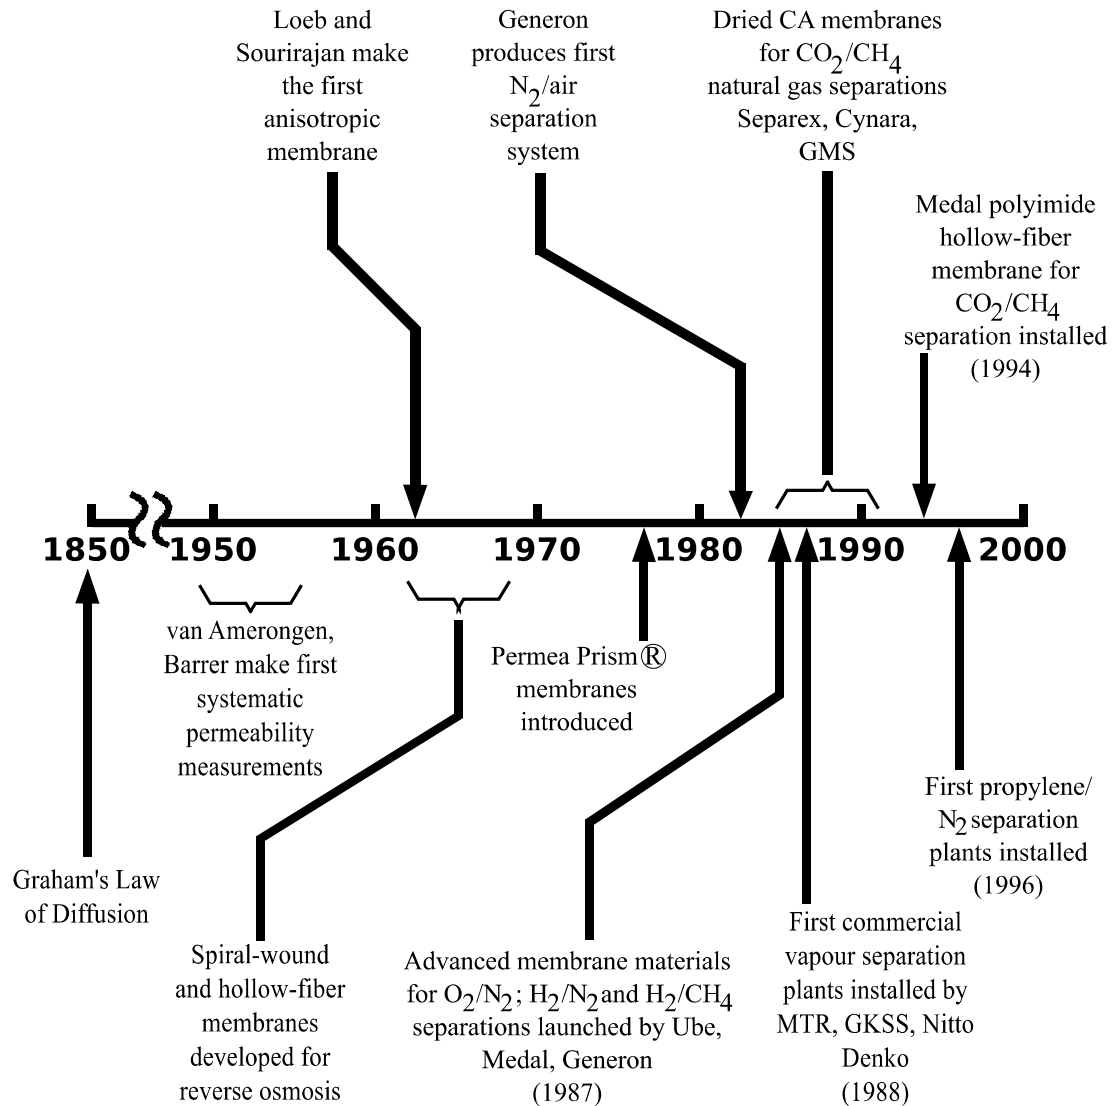 Loeb and
Sourirajan make
the first
anisotropic
membrane
Generon
produces first
N2/air
separation
system
Dried CA membranes
for CO2/CH4
natural gas separations
Separex, Cynara,
GMS
Medal polyimide
hollow-fiber
membrane for
CO2/CH4
separation installed
(1994)
1850 1950 1960 1970 1980 1990 2000
van Amerongen,
Barrer make first
systematic
permeability
measurements
Permea Prism®
membranes
introduced
Graham's Law
of Diffusion
Spiral-wound
and hollow-fiber
membranes
developed for
reverse osmosis
Advanced membrane materials
for O2/N2; H2/N2 and H2/CH4
separations launched by Ube,
Medal, Generon
(1987)
First commercial
vapour separation
plants installed by
MTR, GKSS, Nitto
Denko
(1988)
First propylene/
N2 separation
plants installed
(1996)